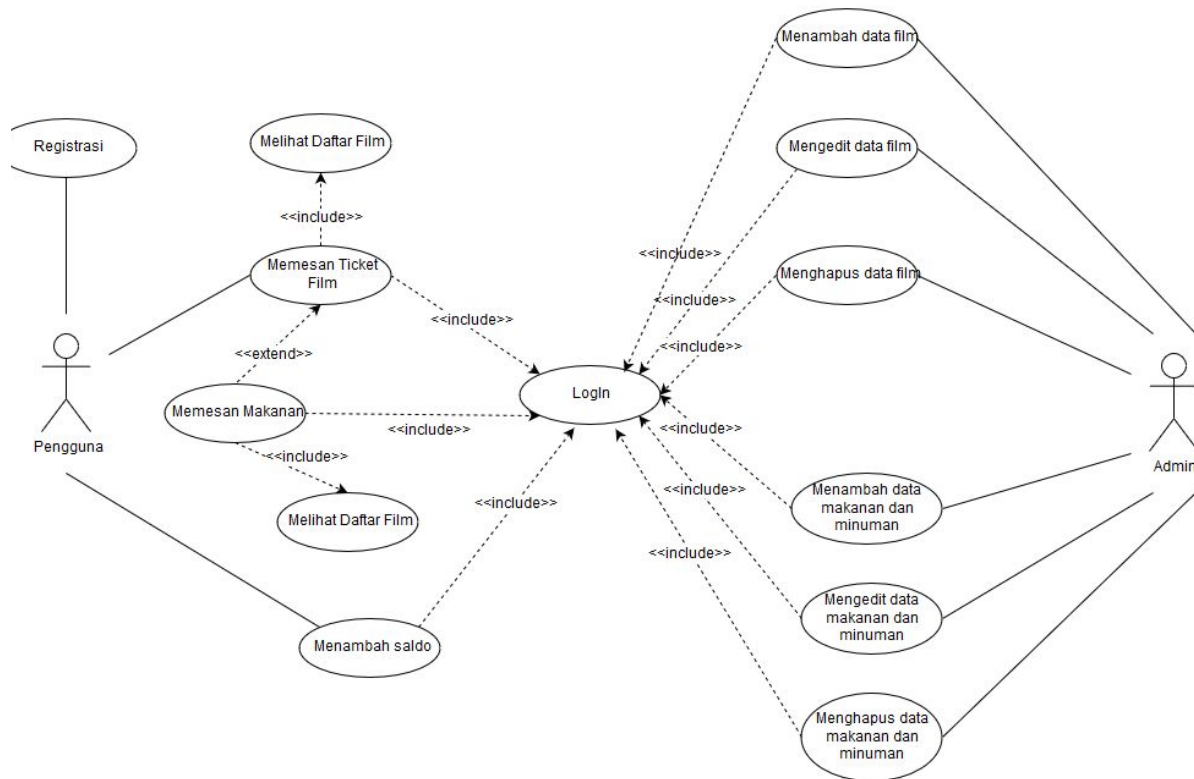 Menambah data film
Registrasi
Melihat Daftar Film
Mengedit data film
<<include>>
Memesan Ticket
Film
<<include>>
Menghapus data film
<<include>>
<<include>>
<<extend>>
<<include>>
LogIn
Memesan Makanan
<<include>>
<<include>>
Pengguna
<<include>>
Admin
Melihat Daftar Film
<<include>>
<<include>>
Menambah data
makanan dan
minuman
<<include>>
Mengedit data
makanan dan
minuman
Menambah saldo
Menghapus data
makanan dan
minuman